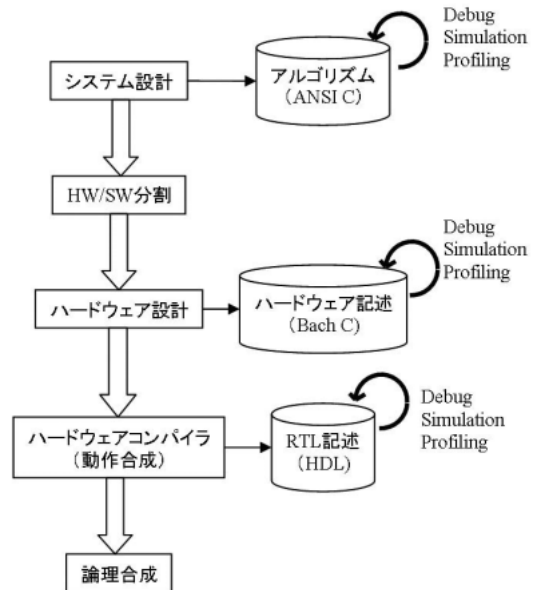 Debug
Simulation
Profiling
システム設計
アルゴリズム
(ANSI C)
HW/SW分割
Debug
Simulation
Profiling
ハードウェア設計
ハードウェア記述
(Bach C)
Debug
Simulation
Profiling
ハードウェアコンパイラ
(動作合成)
RTL記述
(HDL)
論理合成